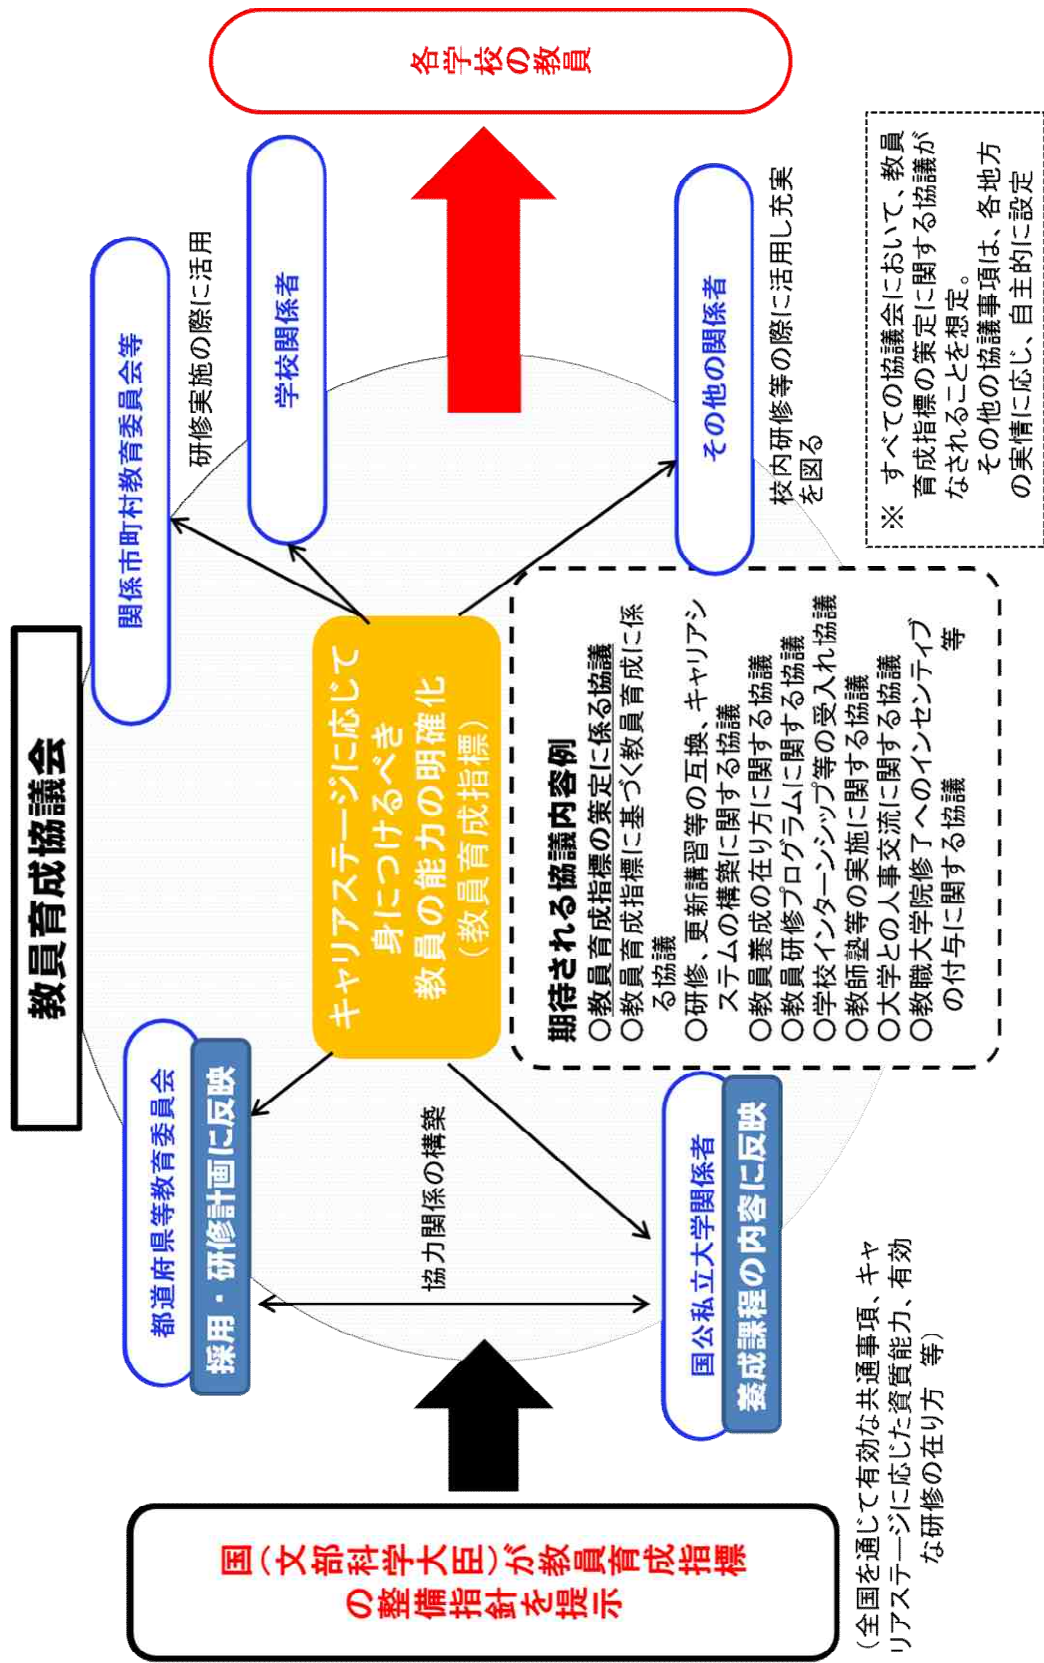 教員育成協議会
国(文部科学大臣)が教員育成指標
の整備指針を提示
(全国を通じて有効な共通事項、キャ
リアステージに応じた資質能力、有効
な研修の在り方　等)
都道府県等教育委員会
採用・研修計画に反映
協力関係の構築
国公私立大学関係者
養成課程の内容に反映
キャリアステージに応じて
身につけるべき
教員の能力の明確化
(教員育成指標)
期待される協議内容例
○教員育成指標の策定に係る協議
○教員育成指標に基づく教員育成に係
る協議
○研修、更新講習等の互換、キャリアシ
ステムの構築に関する協議
○教員養成の在り方に関する協議
○教員研修プログラムに関する協議
○学校インターンシップ等の受入れ協議
○教師塾等の実施に関する協議
○大学との人事交流に関する協議
○教職大学院修了へのインセンティブ
の付与に関する協議　　　　等
関係市町村教育委員会等
研修実施の際に活用
学校関係者
その他の関係者
校内研修等の際に活用し充実
を図る
各学校の教員
※　すべての協議会において、教員
育成指標の策定に関する協議が
なされることを想定。
その他の協議事項は、各地方
の実情に応じ、自主的に設定